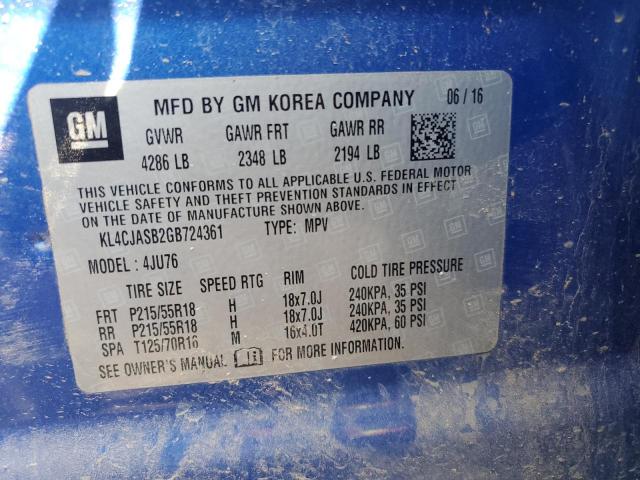 GM
MFD BY GM KOREA COMPANY 06 / 16
GVWR GAWR FRT GAWR RR
4286 LB 2348 LB 2194 LB
THIS VEHICLE CONFORMS TO ALL APPLICABLE U.S. FEDERAL MOTOR
VEHICLE SAFETY AND THEFT PREVENTION STANDARDS IN EFFECT
ON THE DATE OF MANUFACTURE SHOWN ABOVE.
KL4CJASB2GB724361 TYPE: MPV
MODEL : 4JU76
TIRE SIZE SPEED RTG RIM COLD TIRE PRESSURE
FRT P215/55R18 H 18x7.0J 240KPA, 35 PSI
RR P215/55R18 H 18x7.0J 240KPA, 35 PSI
SPA T125/70R16 M 16x4.0T 420KPA, 60 PSI
SEE OWNER'S MANUAL FOR MORE INFORMATION.